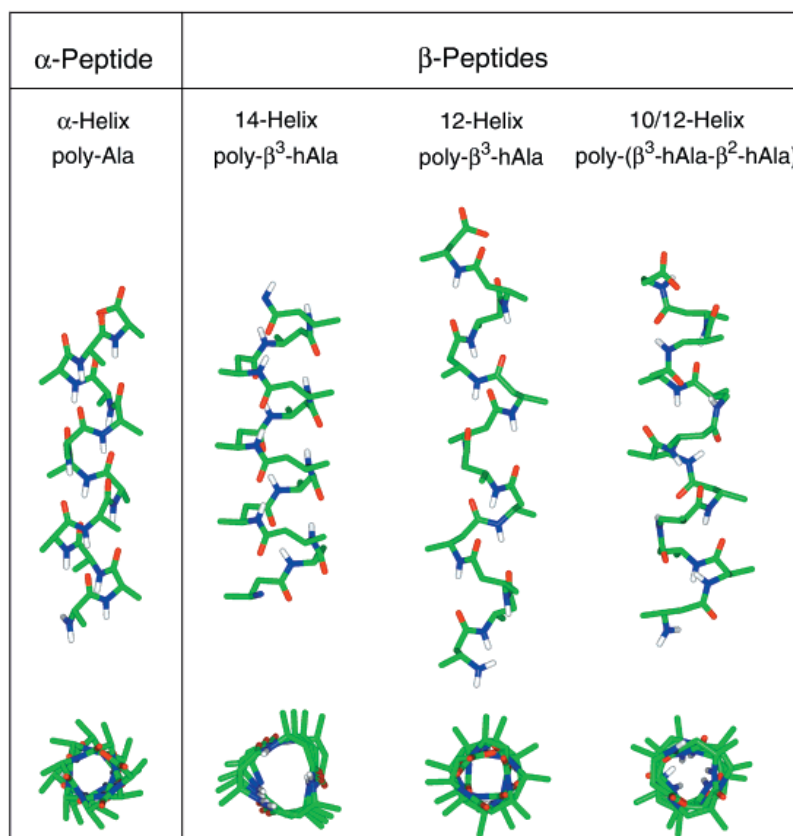 α-Peptide
β-Peptides
α-Helix
poly-Ala
14-Helix
poly-β³-hAla
12-Helix
poly-β³-hAla
10/12-Helix
poly-(β³-hAla-β²-hAla)